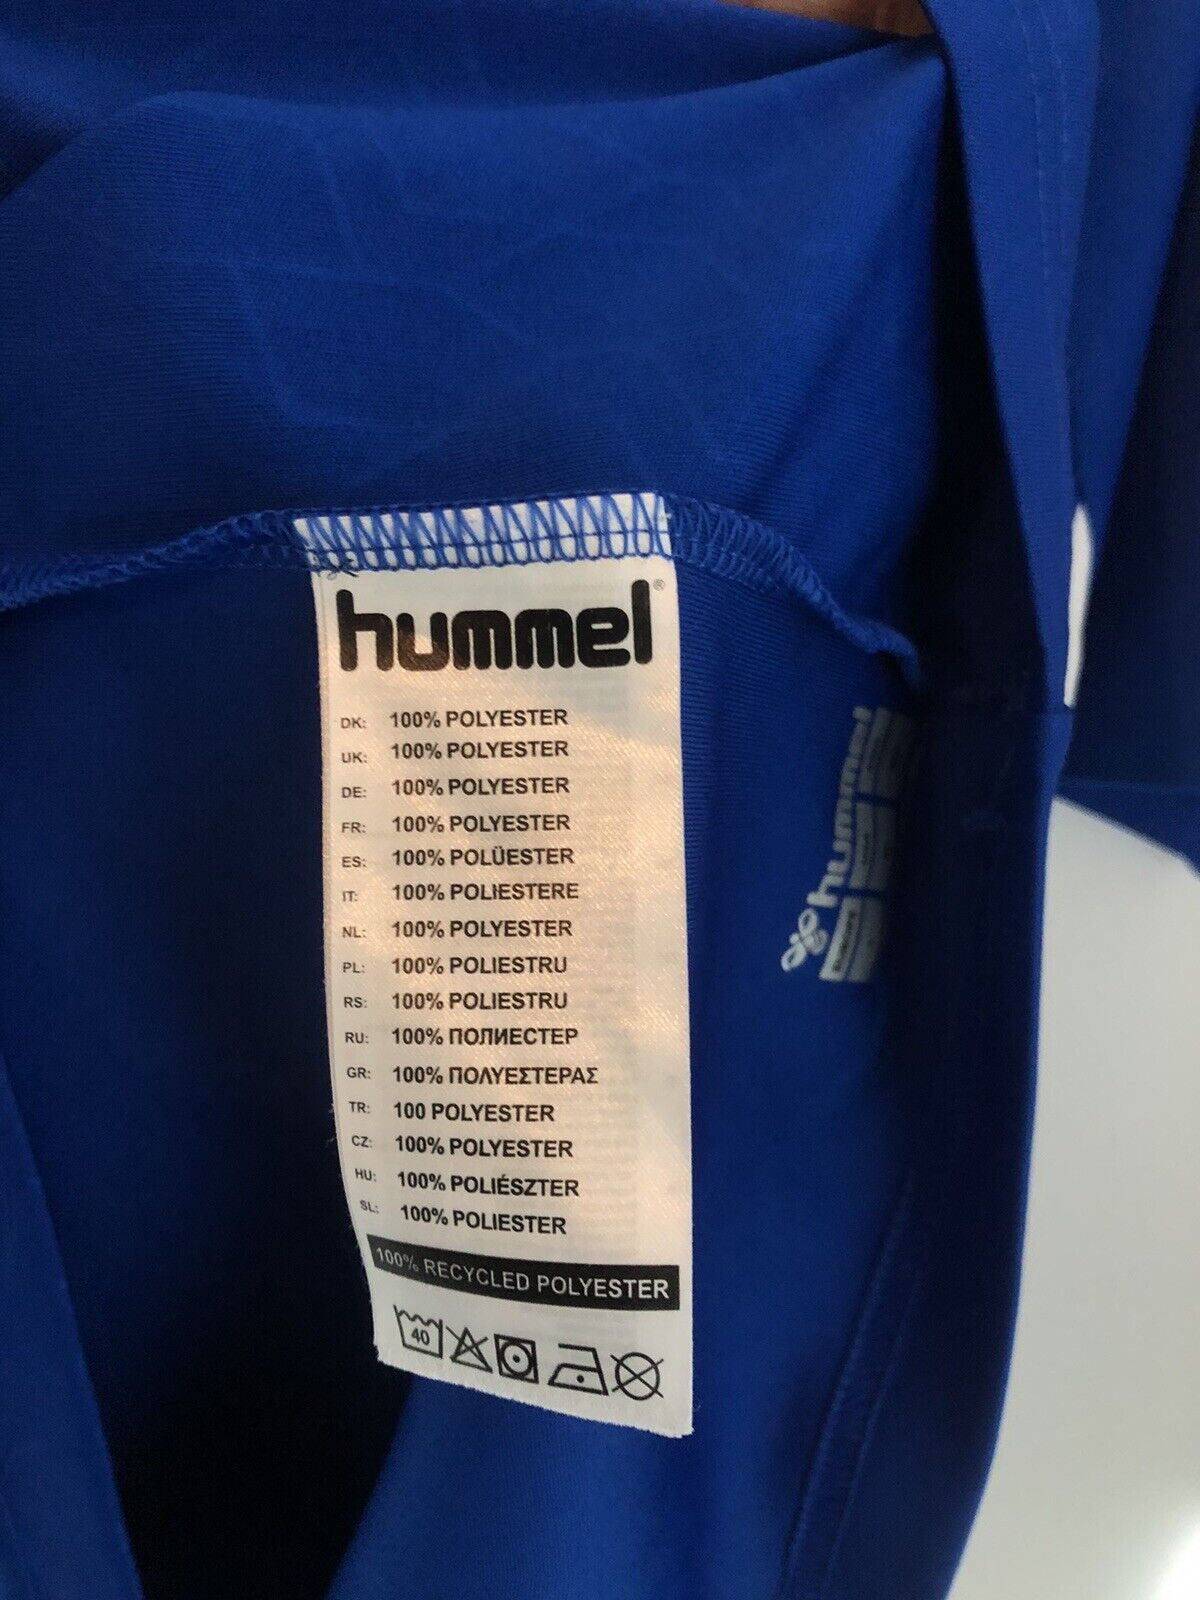 hummel®
DK: 100% POLYESTER
UK: 100% POLYESTER
DE: 100% POLYESTER
FR: 100% POLYESTER
ES: 100% POLÜESTER
IT: 100% POLIESTERE
NL: 100% POLYESTER
PL: 100% POLIESTRU
RS: 100% POLIESTRU
RU: 100% ПОЛИЕСТЕР
GR: 100% ΠΟΛΥΕΣΤΕΡΑΣ
TR: 100 POLYESTER
CZ: 100% POLYESTER
HU: 100% POLIÉSZTER
SL: 100% POLIESTER
100% RECYCLED POLYESTER
40
hummel